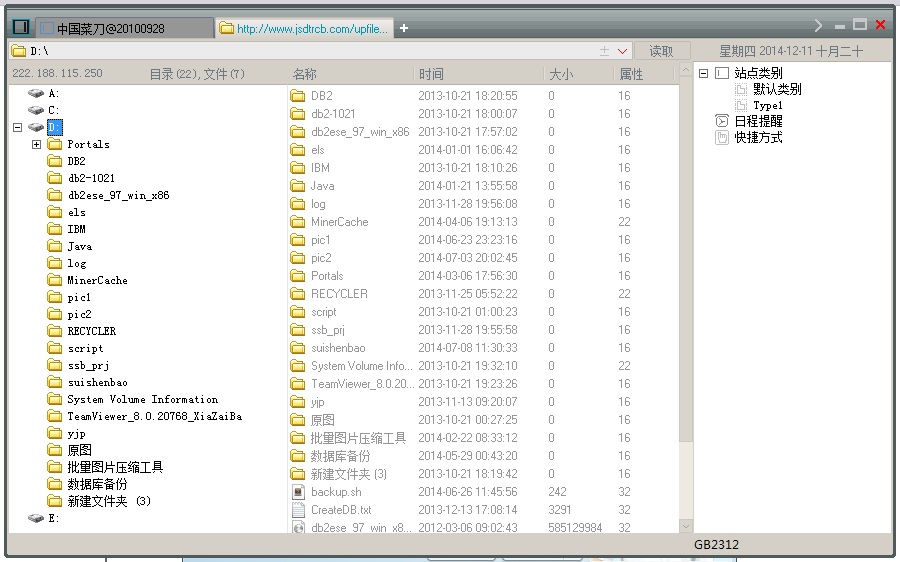 中国菜刀@20100928
http://www.jsdtrcb.com/upfile...
D:\
读取
星期四 2014-12-11 十月二十
222.188.115.250
目录(22),文件(7)
名称 时间 大小 属性
A:
C:
D:
Portals
DB2
db2-1021
db2ese_97_win_x86
els
IBM
Java
log
MinerCache
pic1
pic2
RECYCLER
script
ssb_prj
suishenbao
System Volume Information
TeamViewer_8.0.20768_XiaZaiBa
yjp
原图
批量图片压缩工具
数据库备份
新建文件夹 (3)
E:
DB2 2013-10-21 18:20:55 0 16
db2-1021 2013-10-21 18:00:07 0 16
db2ese_97_win_x86 2013-10-21 17:57:02 0 16
els 2014-01-01 16:06:42 0 16
IBM 2013-10-21 18:10:26 0 16
Java 2014-01-21 13:55:58 0 16
log 2013-11-28 19:56:08 0 16
MinerCache 2014-04-06 19:13:13 0 22
pic1 2014-06-23 23:23:16 0 16
pic2 2014-07-03 20:02:45 0 16
Portals 2014-03-06 17:56:30 0 16
RECYCLER 2013-11-25 05:52:22 0 22
script 2013-10-21 01:00:23 0 16
ssb_prj 2013-11-28 19:55:58 0 16
suishenbao 2014-07-08 11:30:33 0 16
System Volume Info... 2013-10-21 19:32:10 0 22
TeamViewer_8.0.20... 2013-10-21 19:23:26 0 16
yjp 2013-11-13 09:20:07 0 16
原图 2013-10-21 00:27:25 0 16
批量图片压缩工具 2014-02-22 08:33:12 0 16
数据库备份 2014-05-29 00:43:20 0 16
新建文件夹 (3) 2013-10-21 18:19:42 0 16
backup.sh 2014-06-26 11:45:56 242 32
CreateDB.txt 2013-12-13 17:08:14 3291 32
db2ese_97_win_x8... 2012-03-06 09:02:43 585129984 32
站点类别
默认类别
Type1
日程提醒
快捷方式
GB2312